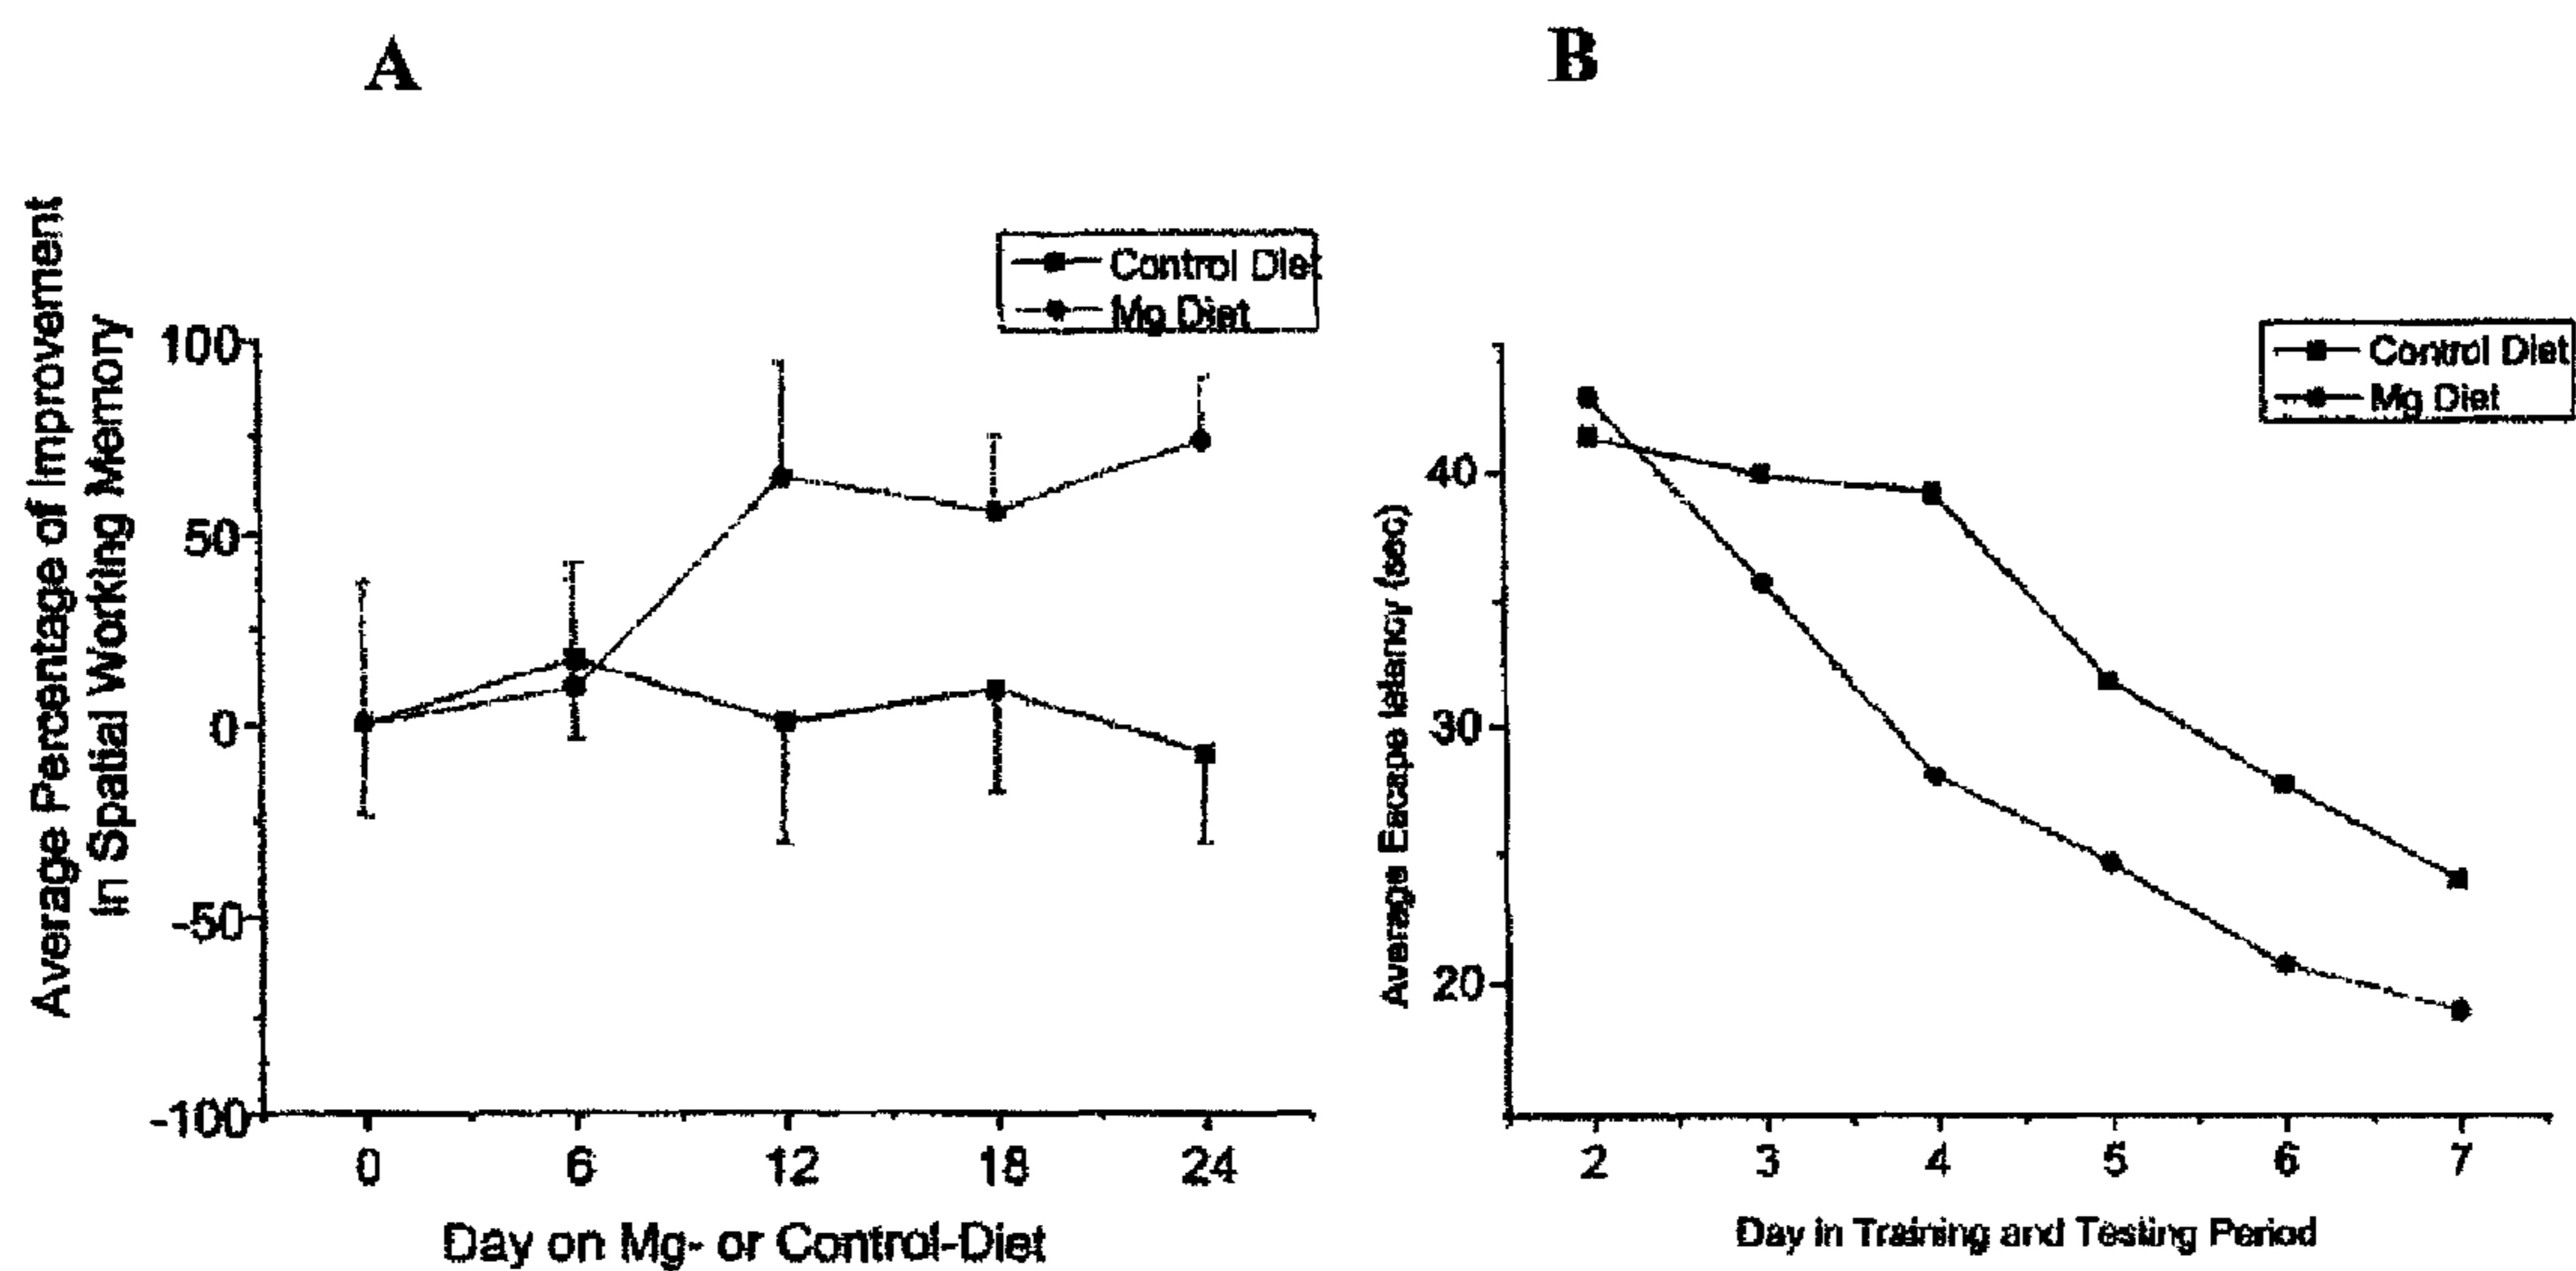 A
Average Percentage of Improvement
In Spatial Working Memory
Control Diet
Mg Diet
100
50
0
-50
-100
0 6 12 18 24
Day on Mg- or Control-Diet
B
Average Escape latency (sec)
Control Diet
Mg Diet
40
30
20
2 3 4 5 6 7
Day in Training and Testing Period